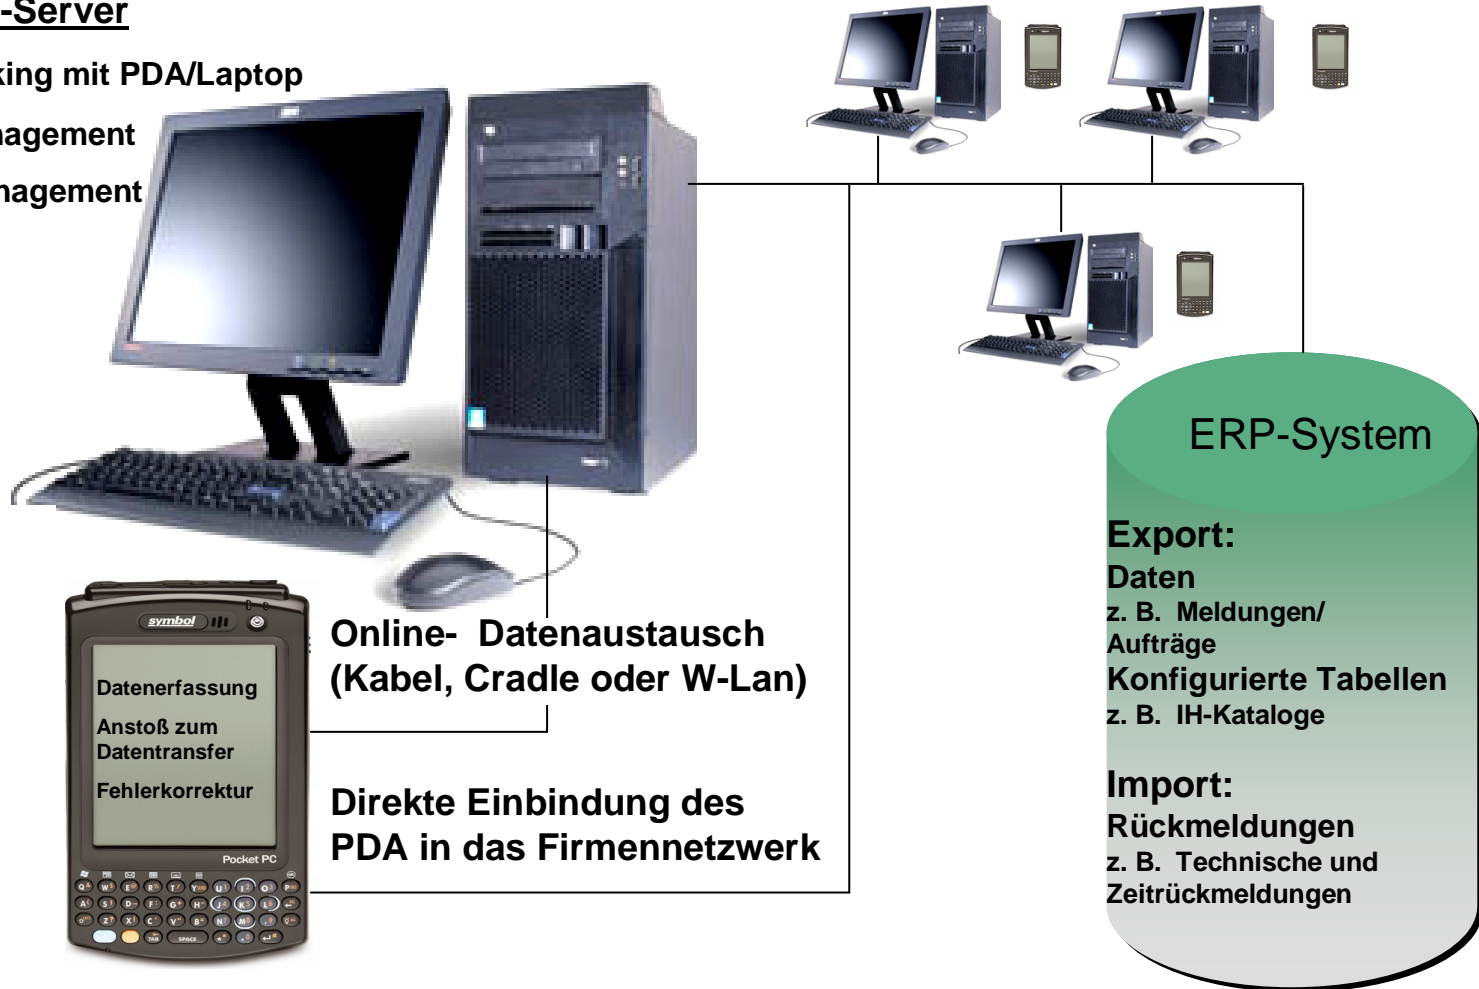 -Server
king mit PDA/Laptop
nagement
nagement
ERP-System
Export:
Daten
z. B. Meldungen/
Aufträge
Konfigurierte Tabellen
z. B. IH-Kataloge
Import:
Rückmeldungen
z. B. Technische und
Zeitrückmeldungen
symbol
Datenerfassung
Anstoß zum
Datentransfer
Fehlerkorrektur
Pocket PC
Online- Datenaustausch
(Kabel, Cradle oder W-Lan)
Direkte Einbindung des
PDA in das Firmennetzwerk
TAB
SPACE